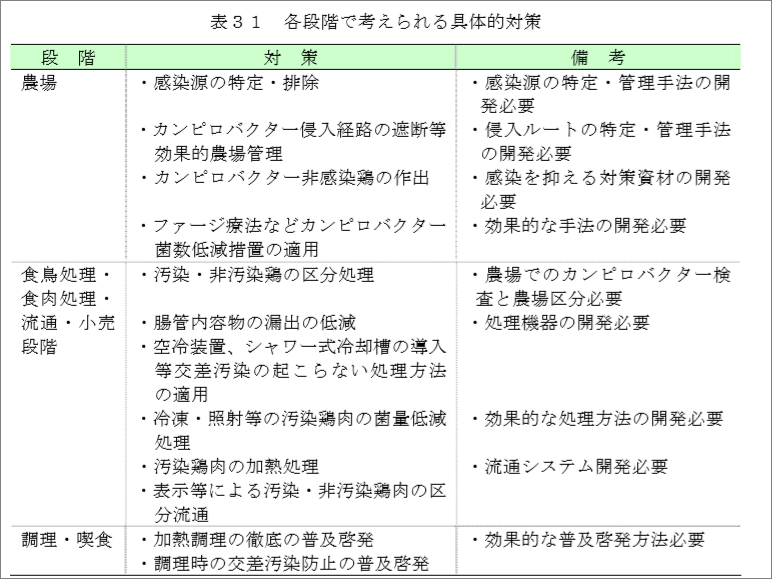 表３１　各段階で考えられる具体的対策
段　階　対　策　備　考
農場　・感染源の特定・排除　・感染源の特定・管理手法の開
発必要
・カンピロバクター侵入経路の遮断等　・侵入ルートの特定・管理手法
効果的農場管理　の開発必要
・カンピロバクター非感染鶏の作出　・感染を抑える対策資材の開発
必要
・ファージ療法などカンピロバクター　・効果的な手法の開発必要
菌数低減措置の適用
食鳥処理・　・汚染・非汚染鶏の区分処理　・農場でのカンピロバクター検
食肉処理・　査と農場区分必要
流通・小売　・腸管内容物の漏出の低減　・処理機器の開発必要
段階　・空冷装置、シャワー式冷却槽の導入
等交差汚染の起こらない処理方法
の適用
・冷凍・照射等の汚染鶏肉の菌量低減　・効果的な処理方法の開発必要
処理
・汚染鶏肉の加熱処理　・流通システム開発必要
・表示等による汚染・非汚染鶏肉の区
分流通
調理・喫食　・加熱調理の徹底の普及啓発　・効果的な普及啓発方法必要
・調理時の交差汚染防止の普及啓発